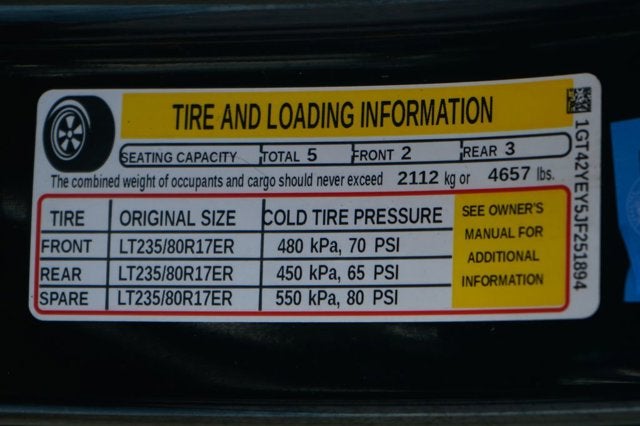 TIRE AND LOADING INFORMATION
SEATING CAPACITY TOTAL 5 FRONT 2 REAR 3
The combined weight of occupants and cargo should never exceed 2112 kg or 4657 lbs.
TIRE ORIGINAL SIZE COLD TIRE PRESSURE
FRONT LT235/80R17ER 480 kPa, 70 PSI
REAR LT235/80R17ER 450 kPa, 65 PSI
SPARE LT235/80R17ER 550 kPa, 80 PSI
SEE OWNER'S
MANUAL FOR
ADDITIONAL
INFORMATION
1GT42YEY5JF251894